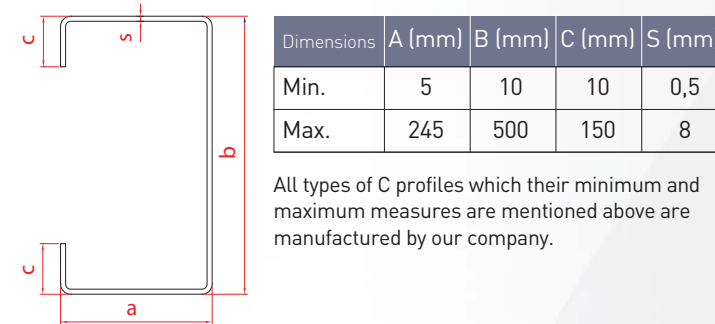 c
s
b
c
a
Dimensions A (mm) B (mm) C (mm) S (mm
Min. 5 10 10 0,5
Max. 245 500 150 8
All types of C profiles which their minimum and
maximum measures are mentioned above are
manufactured by our company.